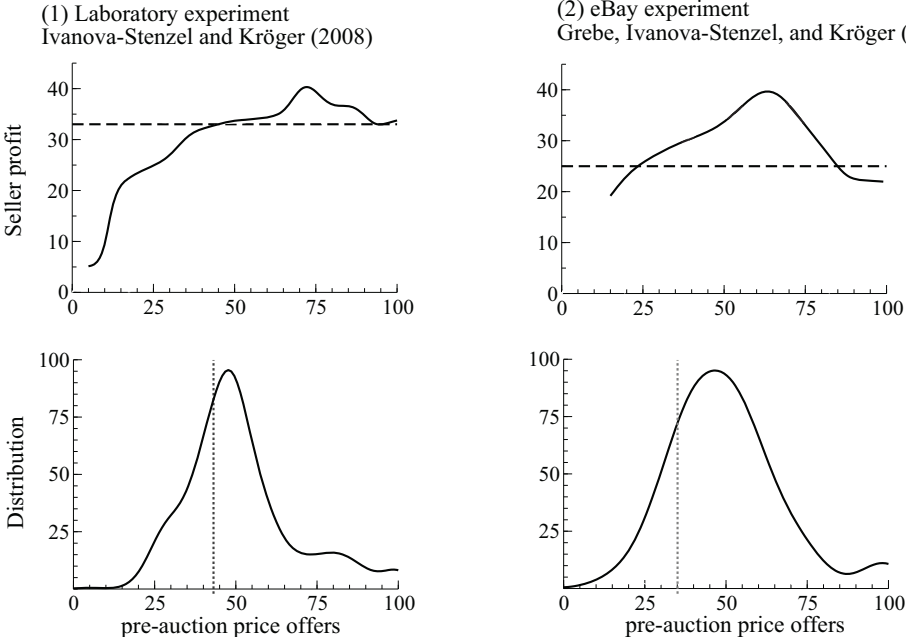 (1) Laboratory experiment
Ivanova-Stenzel and Kröger (2008)
(2) eBay experiment
Grebe, Ivanova-Stenzel, and Kröger (
Seller profit
40
30
20
10
0
0 25 50 75 100
40
30
20
10
0
0 25 50 75 100
Distribution
100
75
50
25
0 25 50 75 100
pre-auction price offers
100
75
50
25
0 25 50 75 100
pre-auction price offers